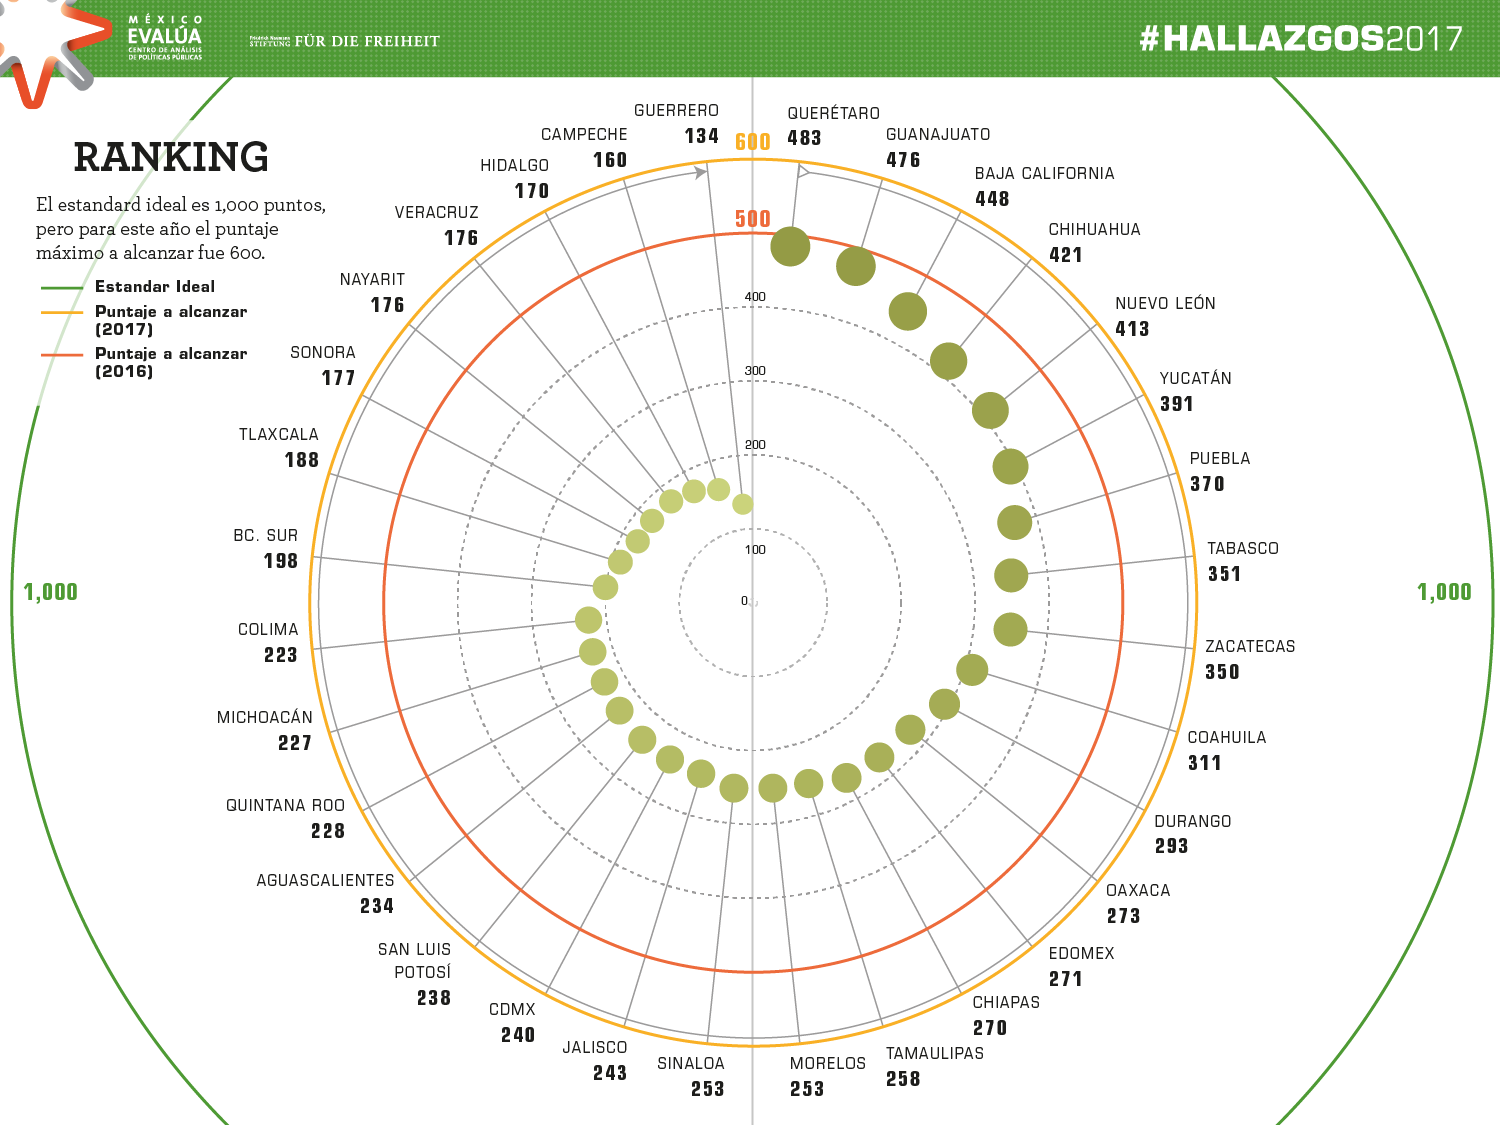 MÉXICO
EVALÚA
CENTRO DE ANÁLISIS
DE POLÍTICAS PÚBLICAS
Friedrich Naumann
STIFTUNG FÜR DIE FREIHEIT
#HALLAZGOS2017
RANKING
El estandard ideal es 1,000 puntos,
pero para este año el puntaje
máximo a alcanzar fue 600.
Estandar Ideal
Puntaje a alcanzar
(2017)
Puntaje a alcanzar
(2016)
1,000
1,000
600
500
400
300
200
100
0
QUERÉTARO
483
GUANAJUATO
476
BAJA CALIFORNIA
448
CHIHUAHUA
421
NUEVO LEÓN
413
YUCATÁN
391
PUEBLA
370
TABASCO
351
ZACATECAS
350
COAHUILA
311
DURANGO
293
OAXACA
273
EDOMEX
271
CHIAPAS
270
TAMAULIPAS
258
MORELOS
253
SINALOA
253
JALISCO
243
CDMX
240
SAN LUIS
POTOSÍ
238
AGUASCALIENTES
234
QUINTANA ROO
228
MICHOACÁN
227
COLIMA
223
BC. SUR
198
TLAXCALA
188
SONORA
177
NAYARIT
176
VERACRUZ
176
HIDALGO
170
CAMPECHE
160
GUERRERO
134